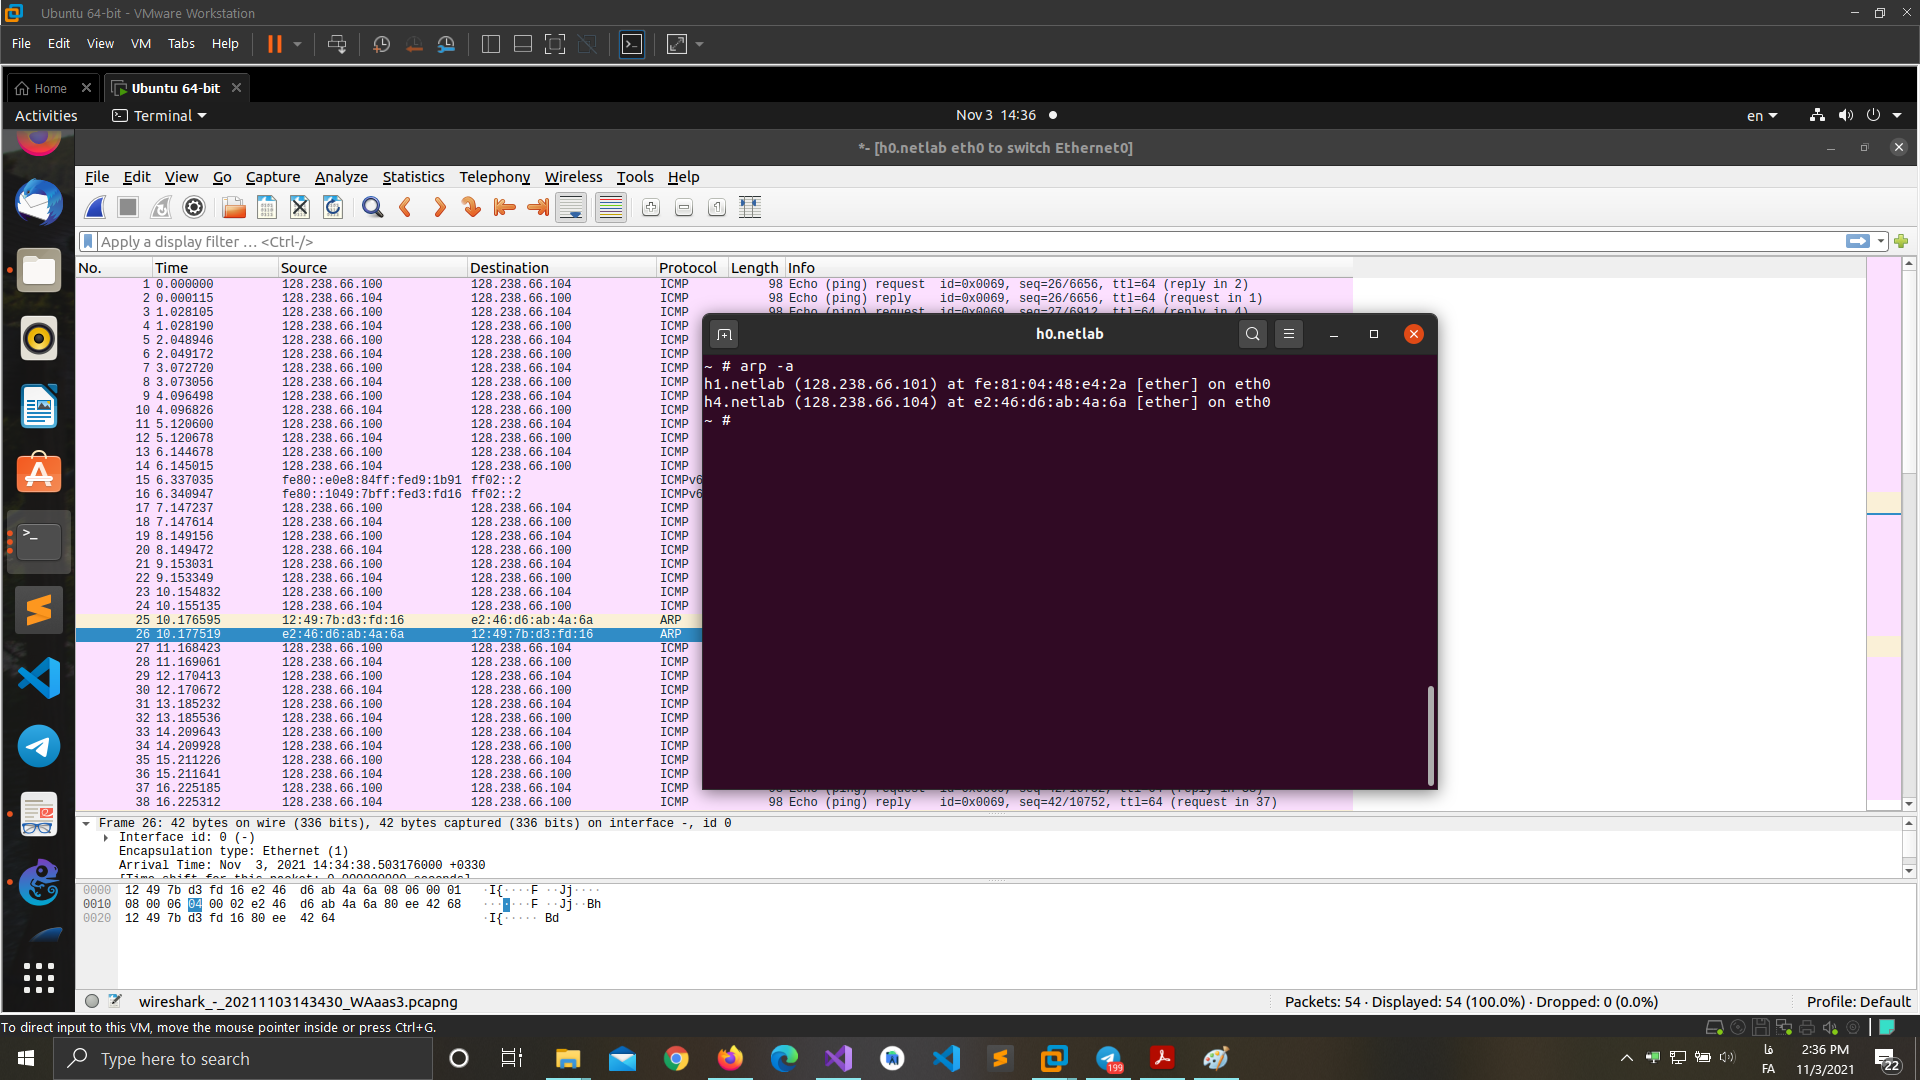 Ubuntu 64-bit - VMware Workstation
File Edit View VM Tabs Help
Home Ubuntu 64-bit
Activities Terminal Nov 3 14:36 en
*- [h0.netlab eth0 to switch Ethernet0]
File Edit View Go Capture Analyze Statistics Telephony Wireless Tools Help
Apply a display filter … <Ctrl-/>
No. Time Source Destination Protocol Length Info
1 0.000000 128.238.66.100 128.238.66.104 ICMP 98 Echo (ping) request id=0x0069, seq=26/6656, ttl=64 (reply in 2)
2 0.000115 128.238.66.104 128.238.66.100 ICMP 98 Echo (ping) reply id=0x0069, seq=26/6656, ttl=64 (request in 1)
3 1.028105 128.238.66.100 128.238.66.104 ICMP 98 Echo (ping) request id=0x0069, seq=27/6912, ttl=64 (reply in 4)
4 1.028190 128.238.66.104 128.238.66.100 ICMP
5 2.048946 128.238.66.100 128.238.66.104 ICMP
6 2.049172 128.238.66.104 128.238.66.100 ICMP
7 3.072720 128.238.66.100 128.238.66.104 ICMP
8 3.073056 128.238.66.104 128.238.66.100 ICMP
9 4.096498 128.238.66.100 128.238.66.104 ICMP
10 4.096826 128.238.66.104 128.238.66.100 ICMP
11 5.120600 128.238.66.100 128.238.66.104 ICMP
12 5.120678 128.238.66.104 128.238.66.100 ICMP
13 6.144678 128.238.66.100 128.238.66.104 ICMP
14 6.145015 128.238.66.104 128.238.66.100 ICMP
15 6.337035 fe80::e0e8:84ff:fed9:1b91 ff02::2 ICMPv6
16 6.340947 fe80::1049:7bff:fed3:fd16 ff02::2 ICMPv6
17 7.147237 128.238.66.100 128.238.66.104 ICMP
18 7.147614 128.238.66.104 128.238.66.100 ICMP
19 8.149156 128.238.66.100 128.238.66.104 ICMP
20 8.149472 128.238.66.104 128.238.66.100 ICMP
21 9.153031 128.238.66.100 128.238.66.104 ICMP
22 9.153349 128.238.66.104 128.238.66.100 ICMP
23 10.154832 128.238.66.100 128.238.66.104 ICMP
24 10.155135 128.238.66.104 128.238.66.100 ICMP
25 10.176595 12:49:7b:d3:fd:16 e2:46:d6:ab:4a:6a ARP
26 10.177519 e2:46:d6:ab:4a:6a 12:49:7b:d3:fd:16 ARP
27 11.168423 128.238.66.100 128.238.66.104 ICMP
28 11.169061 128.238.66.104 128.238.66.100 ICMP
29 12.170413 128.238.66.100 128.238.66.104 ICMP
30 12.170672 128.238.66.104 128.238.66.100 ICMP
31 13.185232 128.238.66.100 128.238.66.104 ICMP
32 13.185536 128.238.66.104 128.238.66.100 ICMP
33 14.209643 128.238.66.100 128.238.66.104 ICMP
34 14.209928 128.238.66.104 128.238.66.100 ICMP
35 15.211226 128.238.66.100 128.238.66.104 ICMP
36 15.211641 128.238.66.104 128.238.66.100 ICMP
37 16.225185 128.238.66.100 128.238.66.104 ICMP
38 16.225312 128.238.66.104 128.238.66.100 ICMP 98 Echo (ping) reply id=0x0069, seq=42/10752, ttl=64 (request in 37)
h0.netlab
~ # arp -a
h1.netlab (128.238.66.101) at fe:81:04:48:e4:2a [ether] on eth0
h4.netlab (128.238.66.104) at e2:46:d6:ab:4a:6a [ether] on eth0
~ #
Frame 26: 42 bytes on wire (336 bits), 42 bytes captured (336 bits) on interface -, id 0
Interface id: 0 (-)
Encapsulation type: Ethernet (1)
Arrival Time: Nov 3, 2021 14:34:38.503176000 +0330
[Time shift for this packet: 0.000000000 seconds]
0000 12 49 7b d3 fd 16 e2 46 d6 ab 4a 6a 08 06 00 01 ·I{····F ··Jj····
0010 08 00 06 04 00 02 e2 46 d6 ab 4a 6a 80 ee 42 68 ·······F ··Jj··Bh
0020 12 49 7b d3 fd 16 80 ee 42 64 ·I{····· Bd
wireshark_-_20211103143430_WAaas3.pcapng Packets: 54 · Displayed: 54 (100.0%) · Dropped: 0 (0.0%) Profile: Default
To direct input to this VM, move the mouse pointer inside or press Ctrl+G.
Type here to search 199 فا FA 2:36 PM 11/3/2021 22